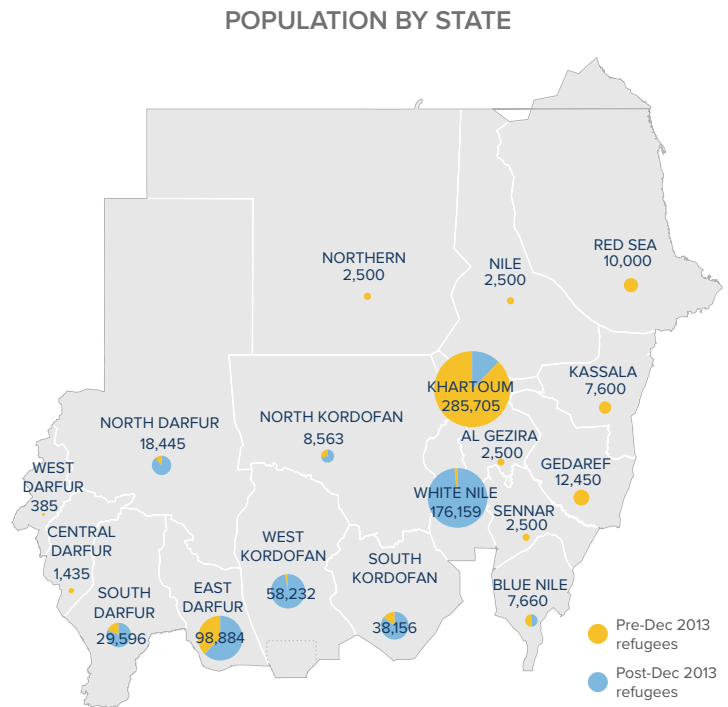 POPULATION BY STATE
RED SEA
10,000
NORTHERN
2,500
NILE
2,500
KHARTOUM
285,705
KASSALA
7,600
NORTH DARFUR
18,445
NORTH KORDOFAN
8,563
AL GEZIRA
2,500
GEDAREF
12,450
WEST
DARFUR
385
WHITE NILE
176,159
SENNAR
2,500
CENTRAL
DARFUR
1,435
WEST
KORDOFAN
58,232
SOUTH
KORDOFAN
38,156
SOUTH
DARFUR
29,596
EAST
DARFUR
98,884
BLUE NILE
7,660
Pre-Dec 2013
refugees
Post-Dec 2013
refugees